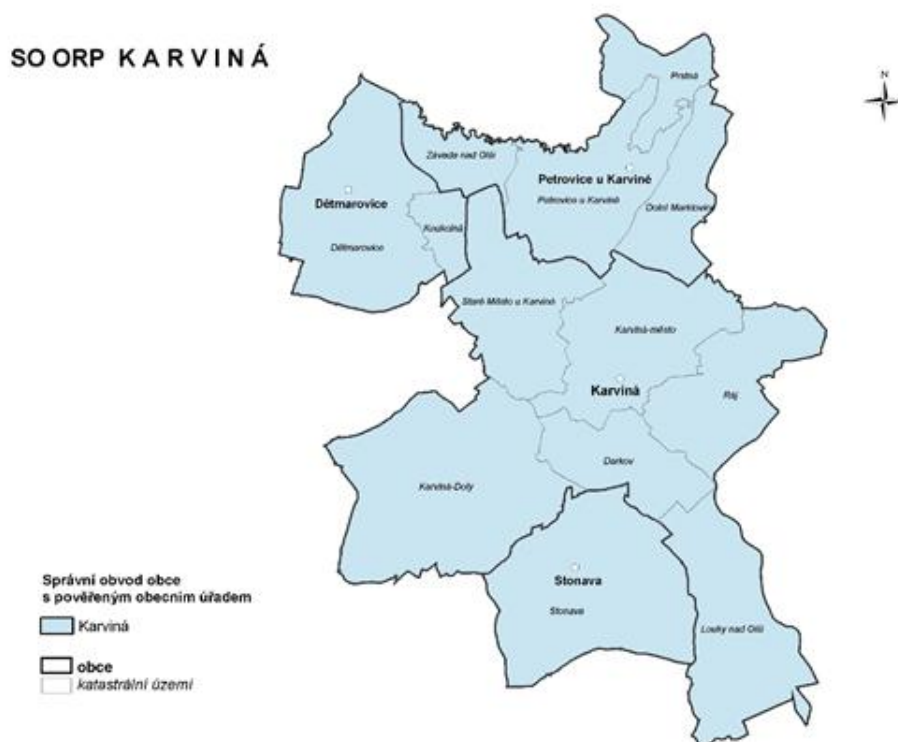 SO ORP K A R V I N Á
N
Prstná
Závada nad Olší
Petrovice u Karviné
Petrovice u Karviné
Dolní Marklovice
Dětmarovice
Dětmarovice
Koukolná
Staré Město u Karviné
Karviná-město
Karviná
Ráj
Darkov
Karviná-Doly
Stonava
Stonava
Louky nad Olší
Správní obvod obce
s pověřeným obecním úřadem
Karviná
obce
katastrální území